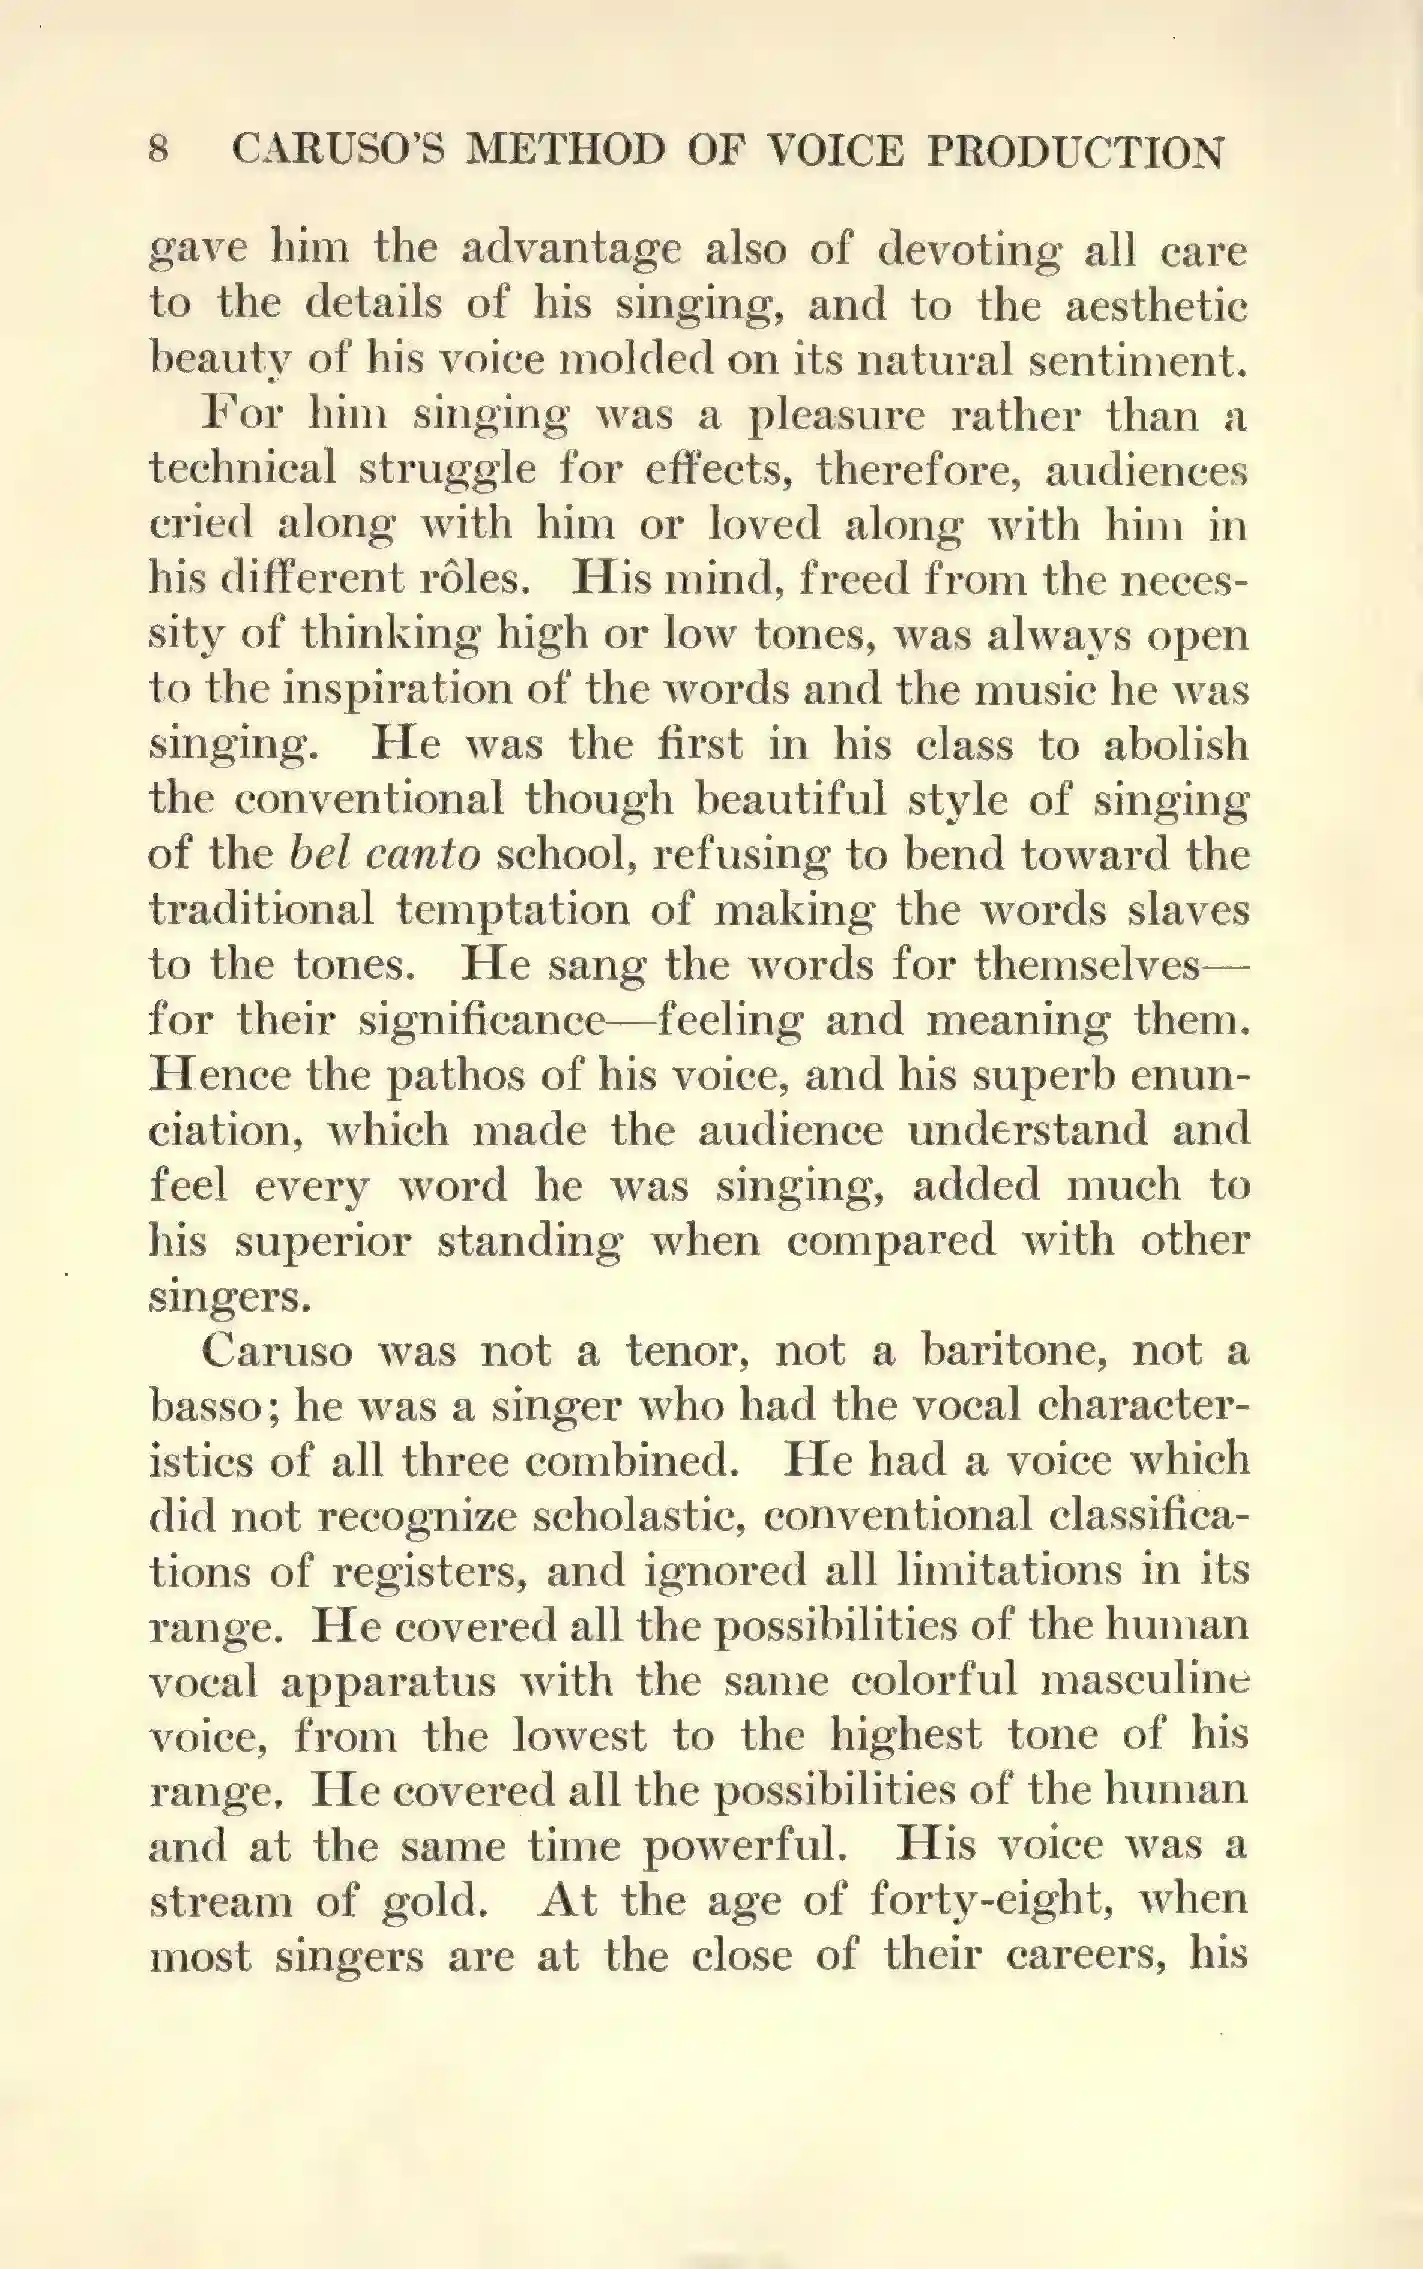 8 CARUSO'S METHOD OF VOICE PRODUCTION
gave him the advantage also of devoting all care
to the details of his singing, and to the aesthetic
beauty of his voice molded on its natural sentiment.
For him singing was a pleasure rather than a
technical struggle for effects, therefore, audiences
cried along with him or loved along with him in
his different rôles. His mind, freed from the neces-
sity of thinking high or low tones, was always open
to the inspiration of the words and the music he was
singing. He was the first in his class to abolish
the conventional though beautiful style of singing
of the bel canto school, refusing to bend toward the
traditional temptation of making the words slaves
to the tones. He sang the words for themselves—
for their significance—feeling and meaning them.
Hence the pathos of his voice, and his superb enun-
ciation, which made the audience understand and
feel every word he was singing, added much to
his superior standing when compared with other
singers.
Caruso was not a tenor, not a baritone, not a
basso; he was a singer who had the vocal character-
istics of all three combined. He had a voice which
did not recognize scholastic, conventional classifica-
tions of registers, and ignored all limitations in its
range. He covered all the possibilities of the human
vocal apparatus with the same colorful masculine
voice, from the lowest to the highest tone of his
range. He covered all the possibilities of the human
and at the same time powerful. His voice was a
stream of gold. At the age of forty-eight, when
most singers are at the close of their careers, his